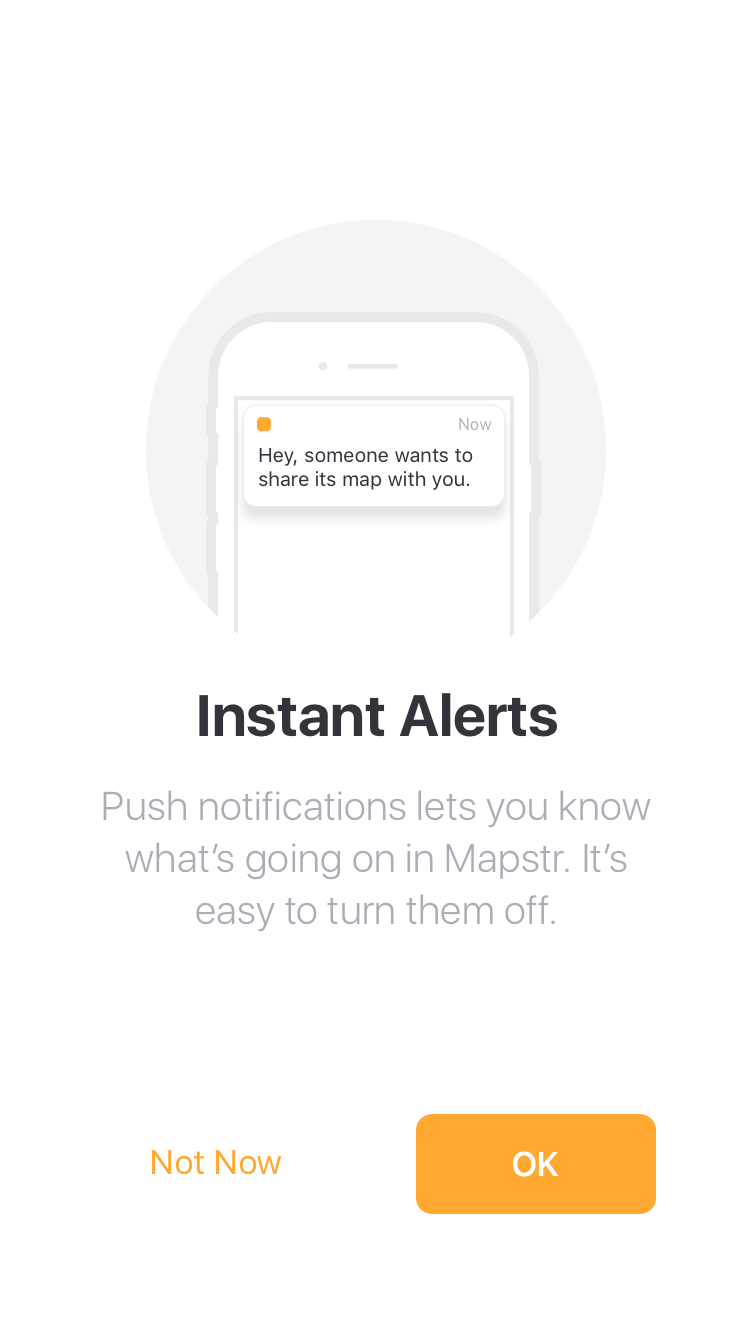 Now
Hey, someone wants to
share its map with you.
Instant Alerts
Push notifications lets you know
what’s going on in Mapstr. It’s
easy to turn them off.
Not Now
OK